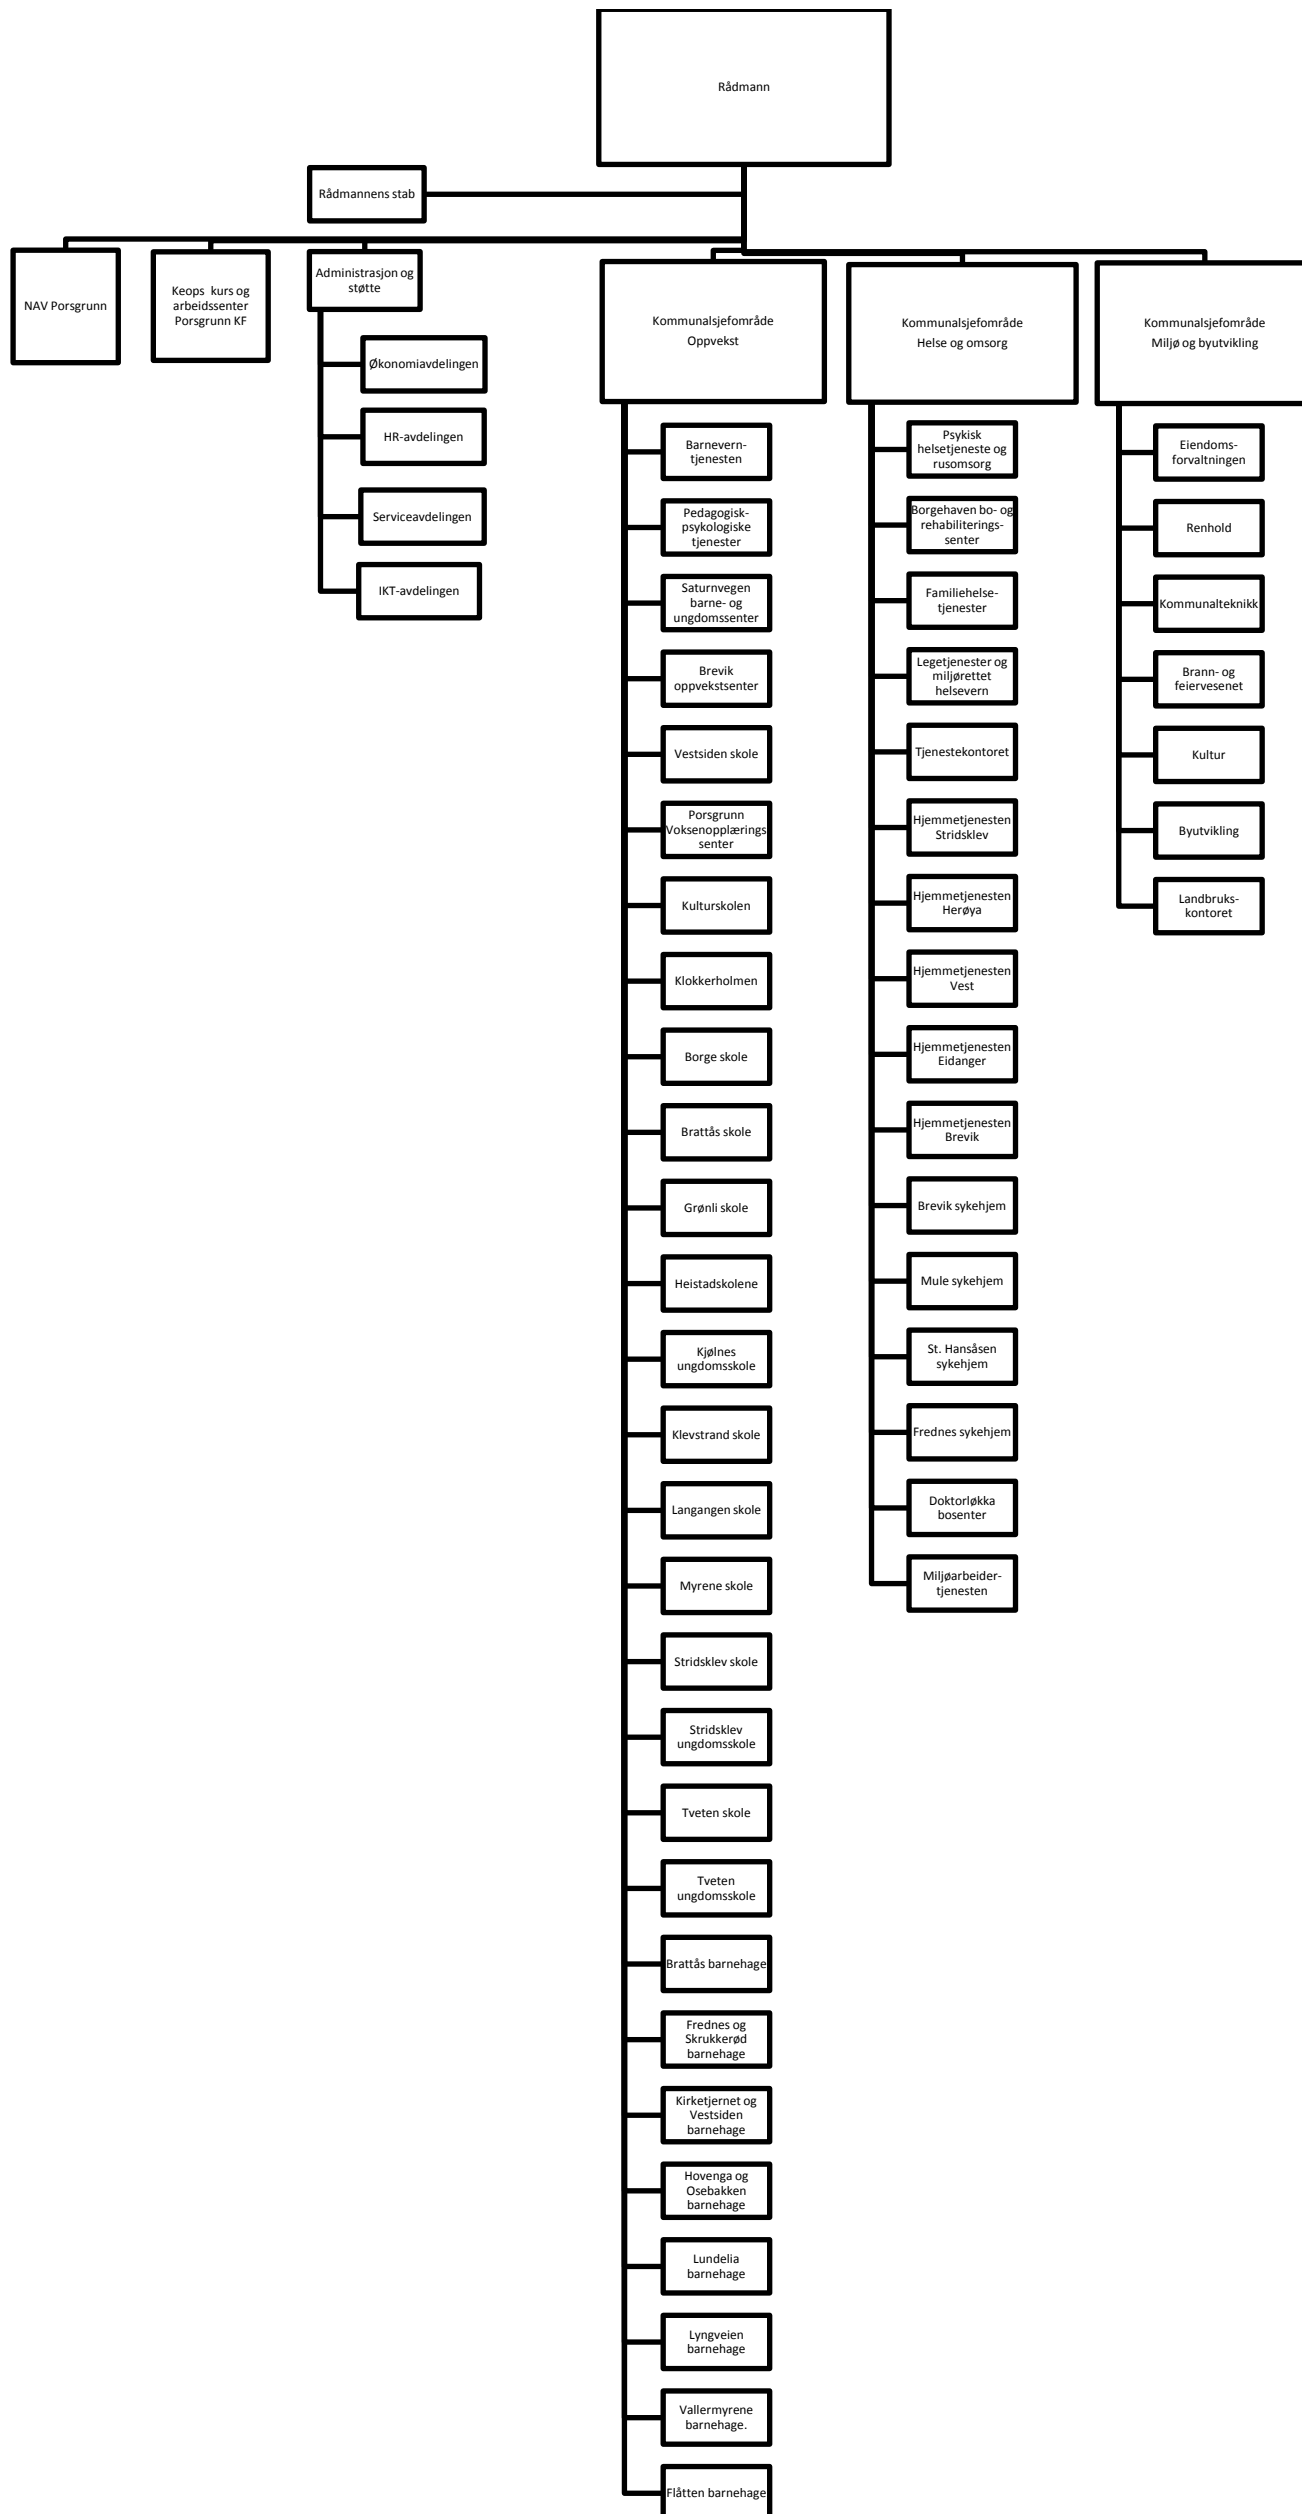 Rådmann
Rådmannens stab
NAV Porsgrunn
Keops  kurs og
arbeidssenter
Porsgrunn KF
Administrasjon og
støtte
Økonomiavdelingen
HR-avdelingen
Serviceavdelingen
IKT-avdelingen
Kommunalsjefområde
Oppvekst
Barnevern-
tjenesten
Pedagogisk-
psykologiske
tjenester
Saturnvegen
barne- og
ungdomssenter
Brevik
oppvekstsenter
Vestsiden skole
Porsgrunn
Voksenopplærings
senter
Kulturskolen
Klokkerholmen
Borge skole
Brattås skole
Grønli skole
Heistadskolene
Kjølnes
ungdomsskole
Klevstrand skole
Langangen skole
Myrene skole
Stridsklev skole
Stridsklev
ungdomsskole
Tveten skole
Tveten
ungdomsskole
Brattås barnehage
Frednes og
Skrukkerød
barnehage
Kirketjernet og
Vestsiden
barnehage
Hovenga og
Osebakken
barnehage
Lundelia
barnehage
Lyngveien
barnehage
Vallermyrene
barnehage.
Flåtten barnehage
Kommunalsjefområde
Helse og omsorg
Psykisk
helsetjeneste og
rusomsorg
Borgehaven bo- og
rehabiliterings-
senter
Familiehelse-
tjenester
Legetjenester og
miljørettet
helsevern
Tjenestekontoret
Hjemmetjenesten
Stridsklev
Hjemmetjenesten
Herøya
Hjemmetjenesten
Vest
Hjemmetjenesten
Eidanger
Hjemmetjenesten
Brevik
Brevik sykehjem
Mule sykehjem
St. Hansåsen
sykehjem
Frednes sykehjem
Doktorløkka
bosenter
Miljøarbeider-
tjenesten
Kommunalsjefområde
Miljø og byutvikling
Eiendoms-
forvaltningen
Renhold
Kommunalteknikk
Brann- og
feiervesenet
Kultur
Byutvikling
Landbruks-
kontoret